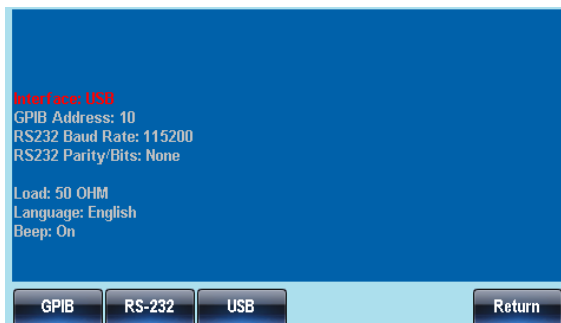 Interface: USB
GPIB Address: 10
RS232 Baud Rate: 115200
RS232 Parity/Bits: None
Load: 50 OHM
Language: English
Beep: On
GPIB RS-232 USB Return